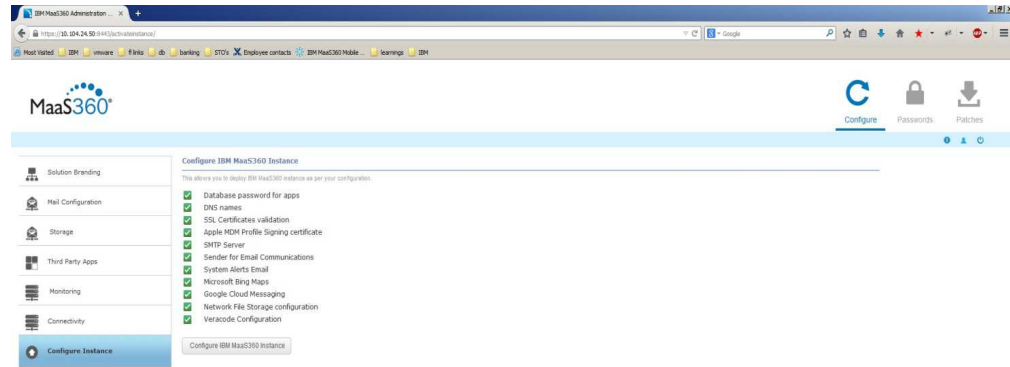 IBM MaaS360 Administration ...
https://10.104.24.50:8443/activateinstance/
Google
Most Visited IBM vmware flinks db banking STO's Employee contacts IBM MaaS360 Mobile ... learnings IBM
MaaS360
Configure Passwords Patches
Solution Branding
Mail Configuration
Storage
Third Party Apps
Monitoring
Connectivity
Configure Instance
Configure IBM MaaS360 Instance
This allows you to deploy IBM MaaS360 instance as per your configuration.
Database password for apps
DNS names
SSL Certificates validation
Apple MDM Profile Signing certificate
SMTP Server
Sender for Email Communications
System Alerts Email
Microsoft Bing Maps
Google Cloud Messaging
Network File Storage configuration
Veracode Configuration
Configure IBM MaaS360 Instance